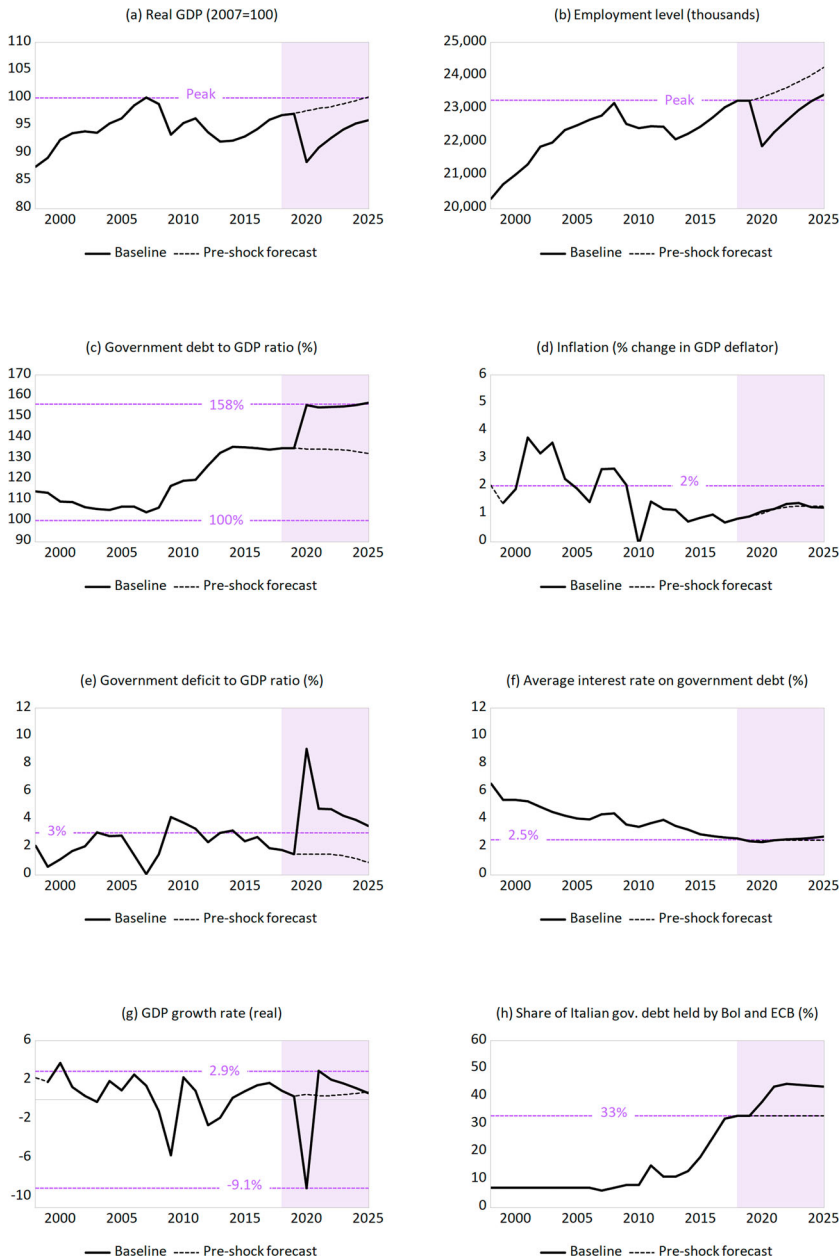 (a) Real GDP (2007=100)
110
105
100
95
90
85
80
Peak
2000 2005 2010 2015 2020 2025
Baseline Pre-shock forecast
(b) Employment level (thousands)
25,000
24,000
23,000
22,000
21,000
20,000
Peak
2000 2005 2010 2015 2020 2025
Baseline Pre-shock forecast
(c) Government debt to GDP ratio (%)
170
160
150
140
130
120
110
100
90
158%
100%
2000 2005 2010 2015 2020 2025
Baseline Pre-shock forecast
(d) Inflation (% change in GDP deflator)
6
5
4
3
2
1
0
2%
2000 2005 2010 2015 2020 2025
Baseline Pre-shock forecast
(e) Government deficit to GDP ratio (%)
12
10
8
6
4
2
0
3%
2000 2005 2010 2015 2020 2025
Baseline Pre-shock forecast
(f) Average interest rate on government debt (%)
12
10
8
6
4
2
0
2.5%
2000 2005 2010 2015 2020 2025
Baseline Pre-shock forecast
(g) GDP growth rate (real)
6
2
-2
-6
-10
2.9%
-9.1%
2000 2005 2010 2015 2020 2025
Baseline Pre-shock forecast
(h) Share of Italian gov. debt held by BoI and ECB (%)
60
50
40
30
20
10
0
33%
2000 2005 2010 2015 2020 2025
Baseline Pre-shock forecast